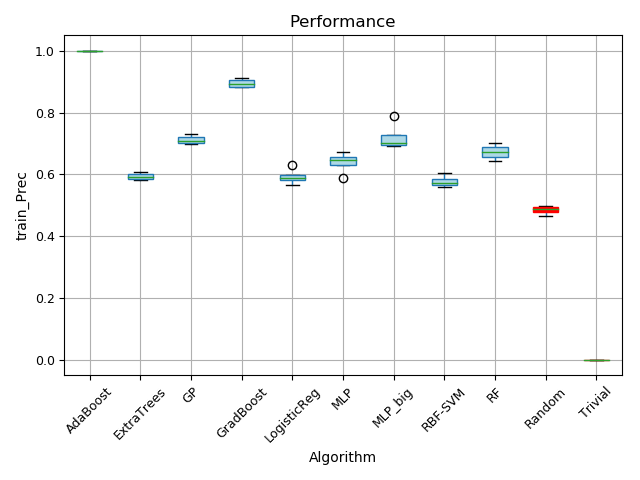 Performance
1.0
0.8
0.6
0.4
0.2
0.0
train_Prec
AdaBoost
ExtraTrees
GP
GradBoost
LogisticReg
MLP
MLP_big
RBF-SVM
RF
Random
Trivial
Algorithm